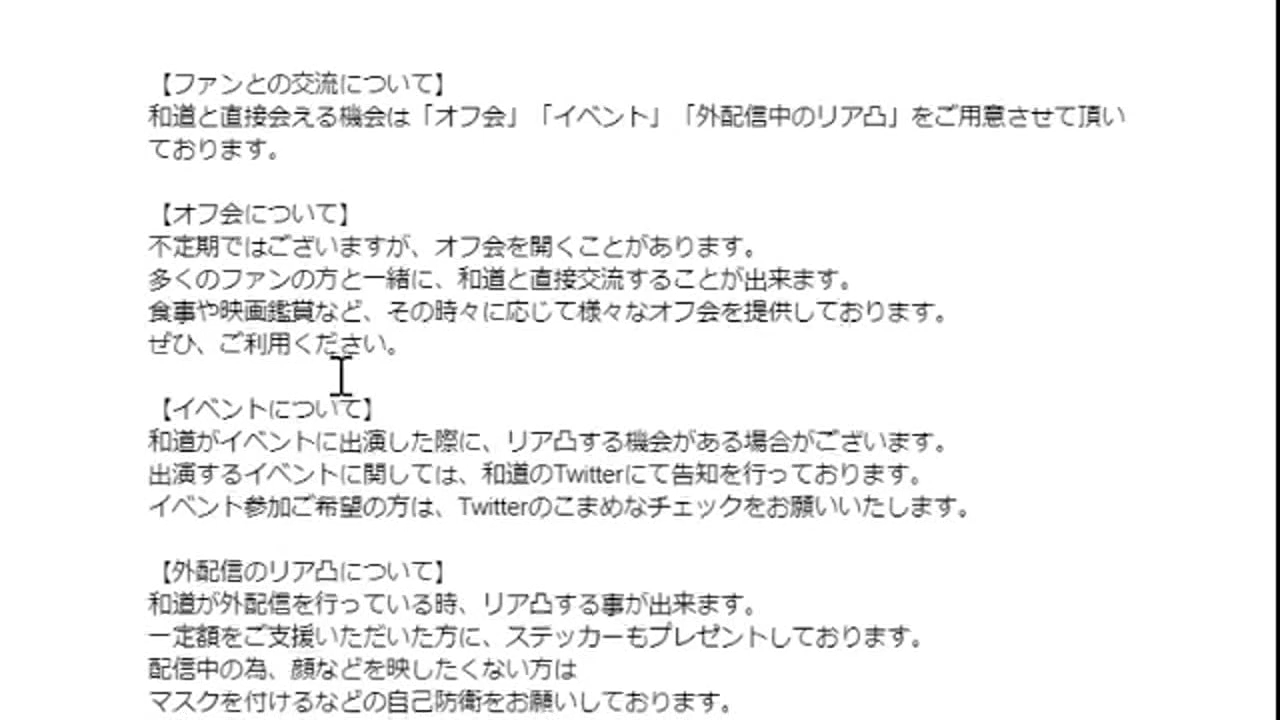 【ファンとの交流について】
和道と直接会える機会は「オフ会」「イベント」「外配信中のリア凸」をご用意させて頂い
ております。
【オフ会について】
不定期ではございますが、オフ会を開くことがあります。
多くのファンの方と一緒に、和道と直接交流することが出来ます。
食事や映画鑑賞など、その時々に応じて様々なオフ会を提供しております。
ぜひ、ご利用ください。
【イベントについて】
和道がイベントに出演した際に、リア凸する機会がある場合がございます。
出演するイベントに関しては、和道のTwitterにて告知を行っております。
イベント参加ご希望の方は、Twitterのこまめなチェックをお願いいたします。
【外配信のリア凸について】
和道が外配信を行っている時、リア凸する事が出来ます。
一定額をご支援いただいた方に、ステッカーもプレゼントしております。
配信中の為、顔などを映したくない方は
マスクを付けるなどの自己防衛をお願いしております。